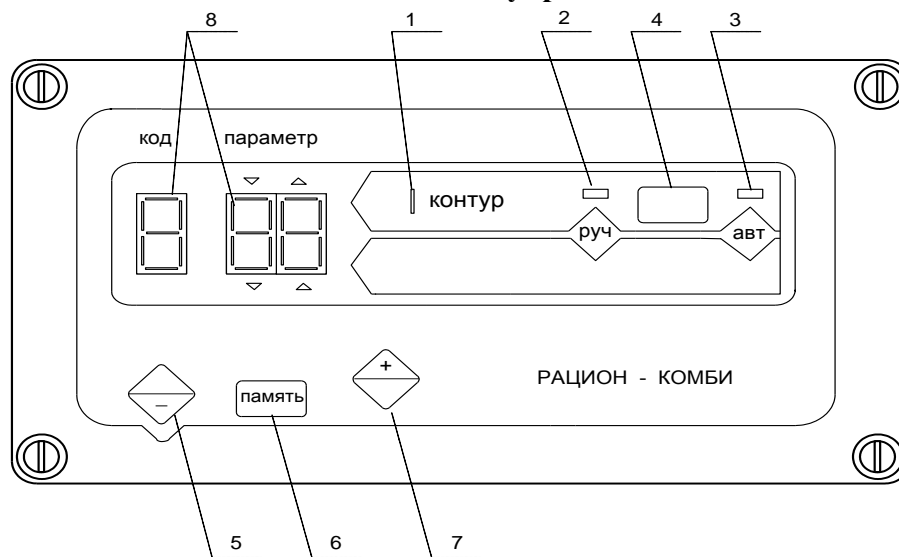 8 1 2 4 3
код параметр
I контур
руч авт
+
память
–
РАЦИОН - КОМБИ
5 6 7